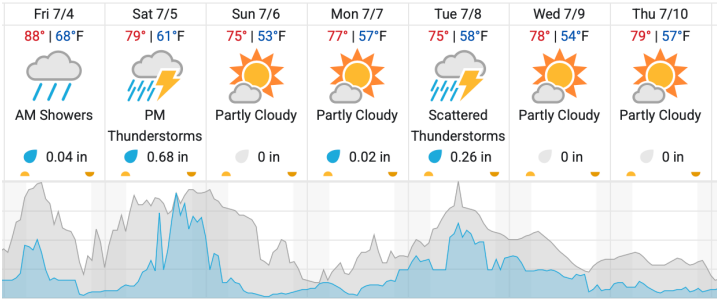 Fri 7/4 Sat 7/5 Sun 7/6 Mon 7/7 Tue 7/8 Wed 7/9 Thu 7/10
88° | 68°F 79° | 61°F 75° | 53°F 77° | 57°F 75° | 58°F 78° | 54°F 79° | 57°F
AM Showers PM Partly Cloudy Partly Cloudy Scattered Partly Cloudy Partly Cloudy
Thunderstorms Thunderstorms
0.04 in 0.68 in 0 in 0.02 in 0.26 in 0 in 0 in